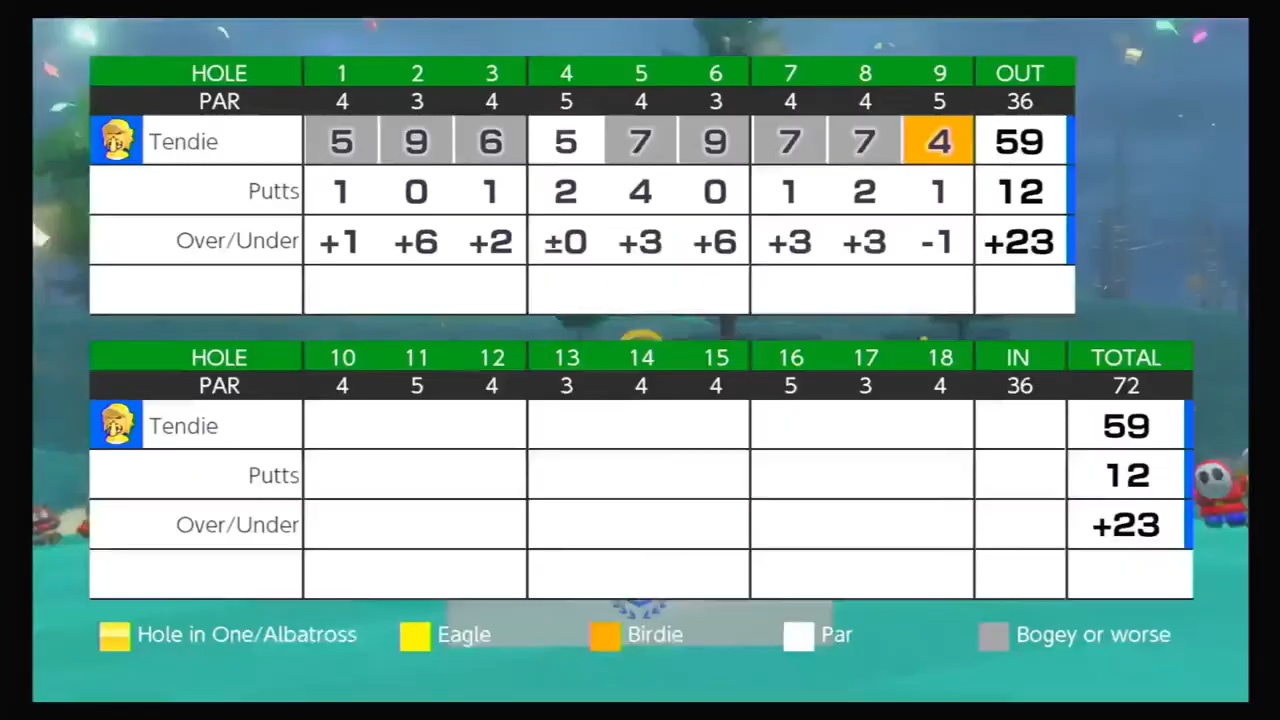 HOLE 1 2 3 4 5 6 7 8 9 OUT
PAR 4 3 4 5 4 3 4 4 5 36
Tendie 5 9 6 5 7 9 7 7 4 59
Putts 1 0 1 2 4 0 1 2 1 12
Over/Under +1 +6 +2 ±0 +3 +6 +3 +3 -1 +23
HOLE 10 11 12 13 14 15 16 17 18 IN TOTAL
PAR 4 5 4 3 4 4 5 3 4 36 72
Tendie 59
Putts 12
Over/Under +23
Hole in One/Albatross Eagle Birdie Par Bogey or worse